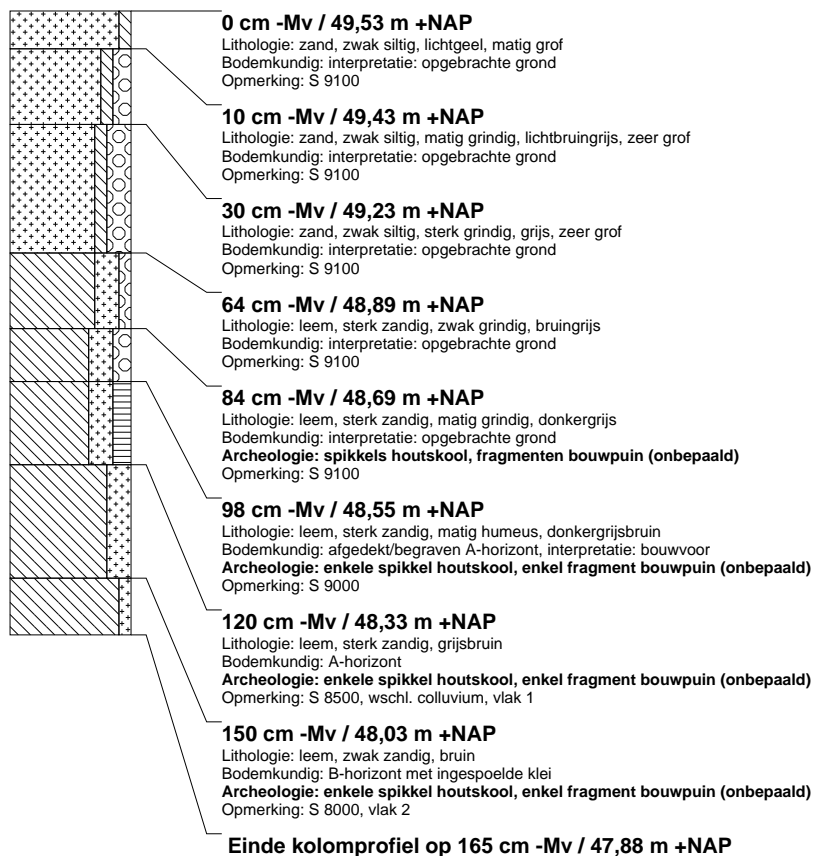 0 cm -Mv / 49,53 m +NAP
Lithologie: zand, zwak siltig, lichtgeel, matig grof
Bodemkundig: interpretatie: opgebrachte grond
Opmerking: S 9100
10 cm -Mv / 49,43 m +NAP
Lithologie: zand, zwak siltig, matig grindig, lichtbruingrijs, zeer grof
Bodemkundig: interpretatie: opgebrachte grond
Opmerking: S 9100
30 cm -Mv / 49,23 m +NAP
Lithologie: zand, zwak siltig, sterk grindig, grijs, zeer grof
Bodemkundig: interpretatie: opgebrachte grond
Opmerking: S 9100
64 cm -Mv / 48,89 m +NAP
Lithologie: leem, sterk zandig, zwak grindig, bruingrijs
Bodemkundig: interpretatie: opgebrachte grond
Opmerking: S 9100
84 cm -Mv / 48,69 m +NAP
Lithologie: leem, sterk zandig, matig grindig, donkergrijs
Bodemkundig: interpretatie: opgebrachte grond
Archeologie: spikkels houtskool, fragmenten bouwpuin (onbepaald)
Opmerking: S 9100
98 cm -Mv / 48,55 m +NAP
Lithologie: leem, sterk zandig, matig humeus, donkergrijsbruin
Bodemkundig: afgedekt/begraven A-horizont, interpretatie: bouwvoor
Archeologie: enkele spikkel houtskool, enkel fragment bouwpuin (onbepaald)
Opmerking: S 9000
120 cm -Mv / 48,33 m +NAP
Lithologie: leem, sterk zandig, grijsbruin
Bodemkundig: A-horizont
Archeologie: enkele spikkel houtskool, enkel fragment bouwpuin (onbepaald)
Opmerking: S 8500, wschl. colluvium, vlak 1
150 cm -Mv / 48,03 m +NAP
Lithologie: leem, zwak zandig, bruin
Bodemkundig: B-horizont met ingespoelde klei
Archeologie: enkele spikkel houtskool, enkel fragment bouwpuin (onbepaald)
Opmerking: S 8000, vlak 2
Einde kolomprofiel op 165 cm -Mv / 47,88 m +NAP